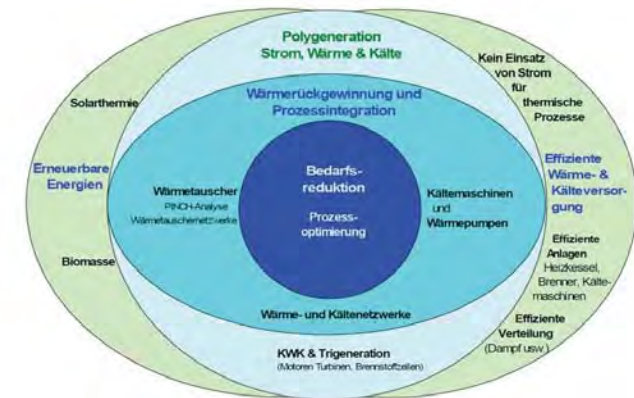 Polygeneration
Strom, Wärme & Kälte
Kein Einsatz
von Strom
für
thermische
Prozesse
Solarthermie
Wärmerückgewinnung und
Prozessintegration
Erneuerbare
Energien
Bedarfs-
reduktion
Prozess-
optimierung
Wärmetauscher
PINCH-Analyse
Wärmetauschernetzwerke
Kältemaschinen
und
Wärmepumpen
Effiziente
Wärme- &
Kälteversor-
gung
Biomasse
Effiziente
Anlagen
Heizkessel,
Brenner, Kälte-
maschinen
Wärme- und Kältenetzwerke
Effiziente
Verteilung
(Dampf usw.)
KWK & Trigeneration
(Motoren Turbinen, Brennstoffzellen)